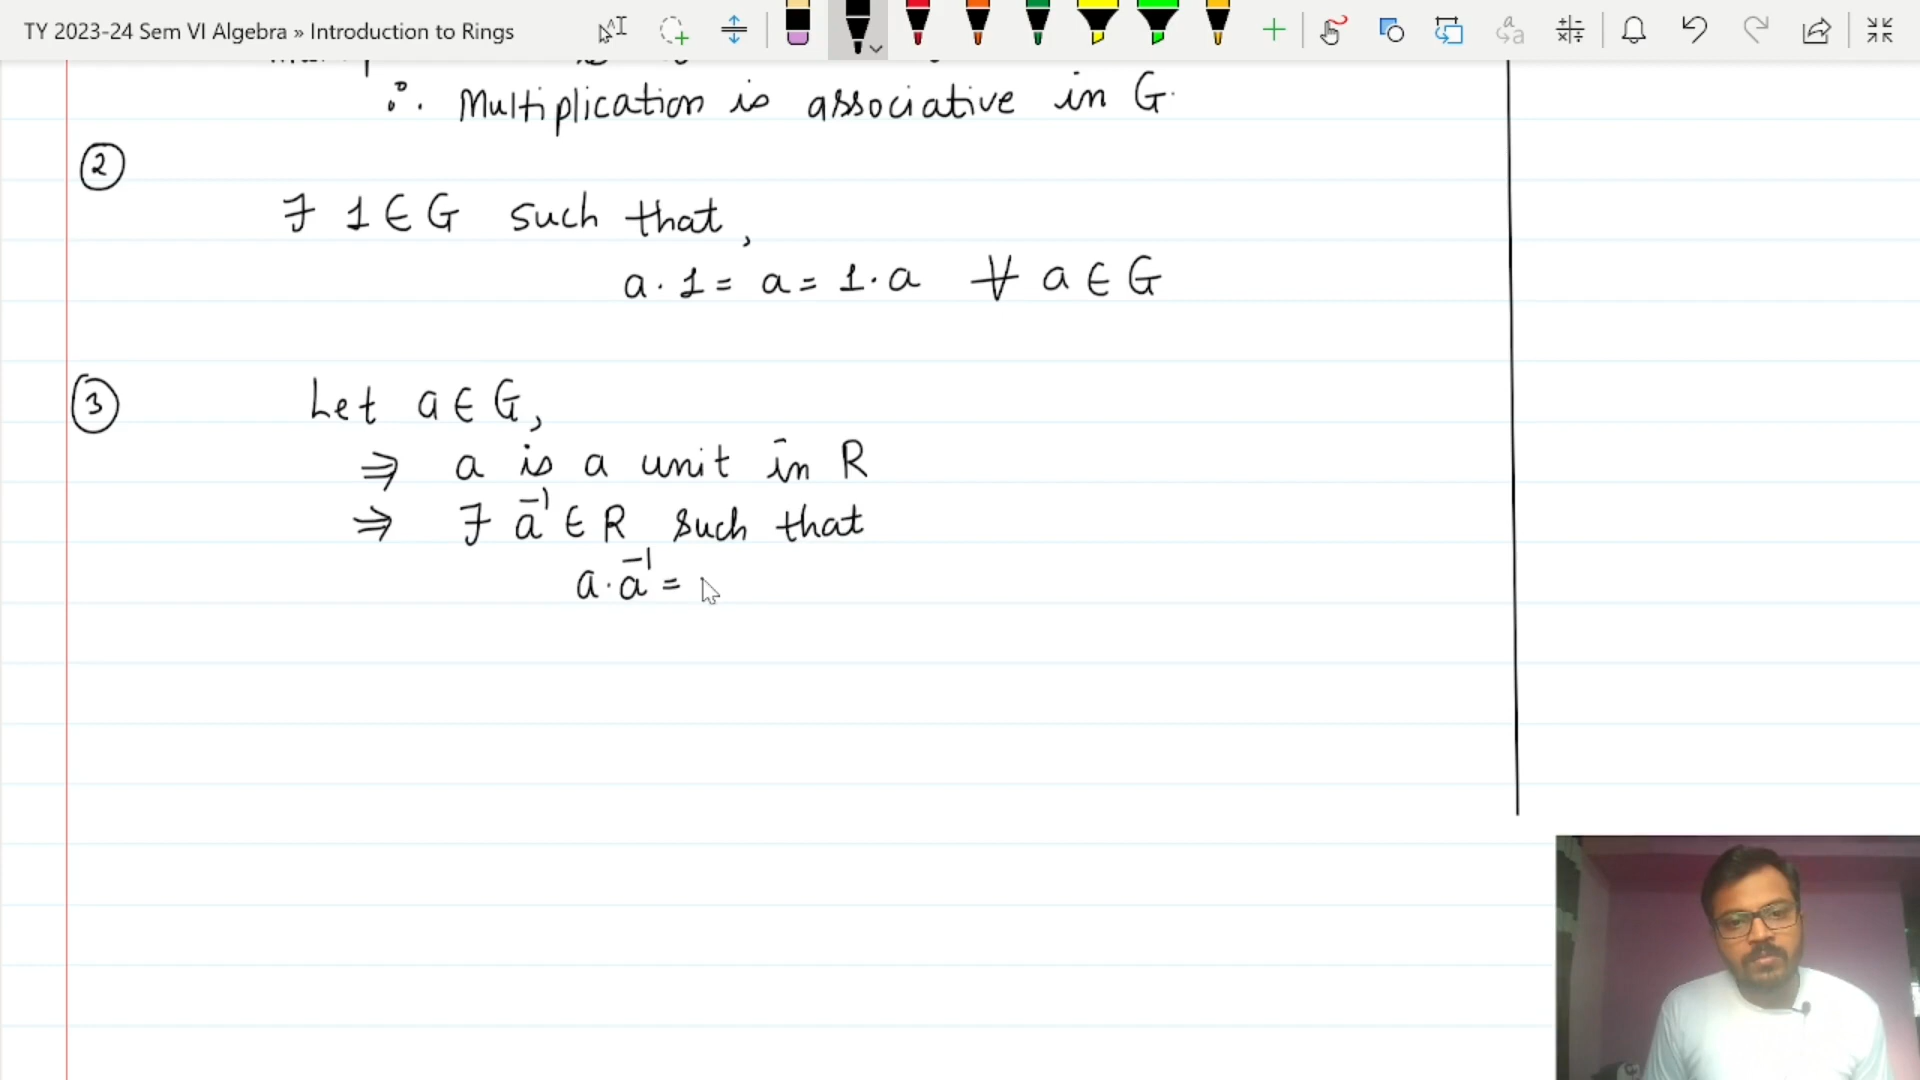 TY 2023-24 Sem VI Algebra » Introduction to Rings
∴ Multiplication is associative in G.
②
∃ 1 ∈ G such that,
a · 1 = a = 1 · a ∀ a ∈ G
③ Let a ∈ G,
⇒ a is a unit in R
⇒ ∃ a⁻¹ ∈ R such that
a · a⁻¹ =